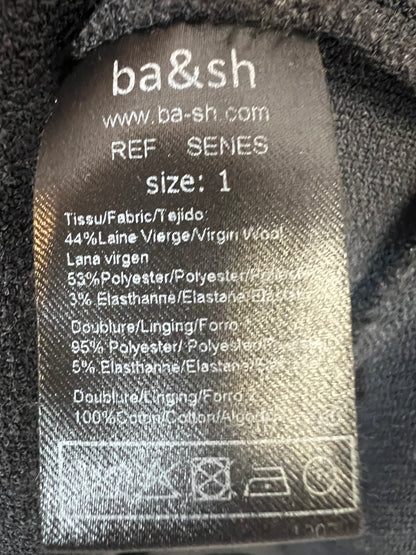 ba&sh
www.ba-sh.com
REF SENES
size: 1
Tissu/Fabric/Tejido:
44%Laine Vierge/Virgin Wool
Lana virgen
53%Polyester/Polyester/
3% Elasthanne/Elastane/
Doublure/Linging/Forro
95% Polyester/ Polyester/
5% Elasthanne/Elastane/
Doublure/Linging/Forro 2
100%Coton/Cotton/